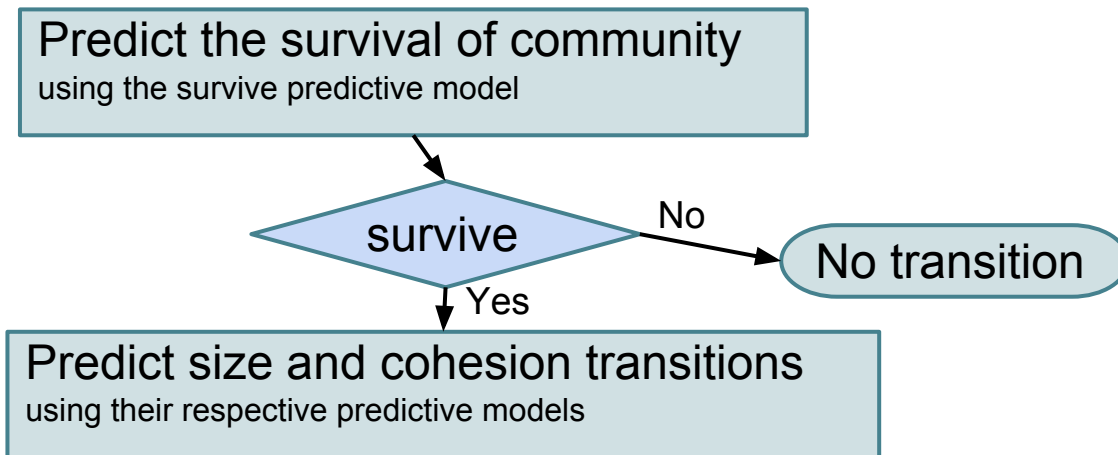 Predict the survival of community
using the survive predictive model
survive
No
No transition
Yes
Predict size and cohesion transitions
using their respective predictive models